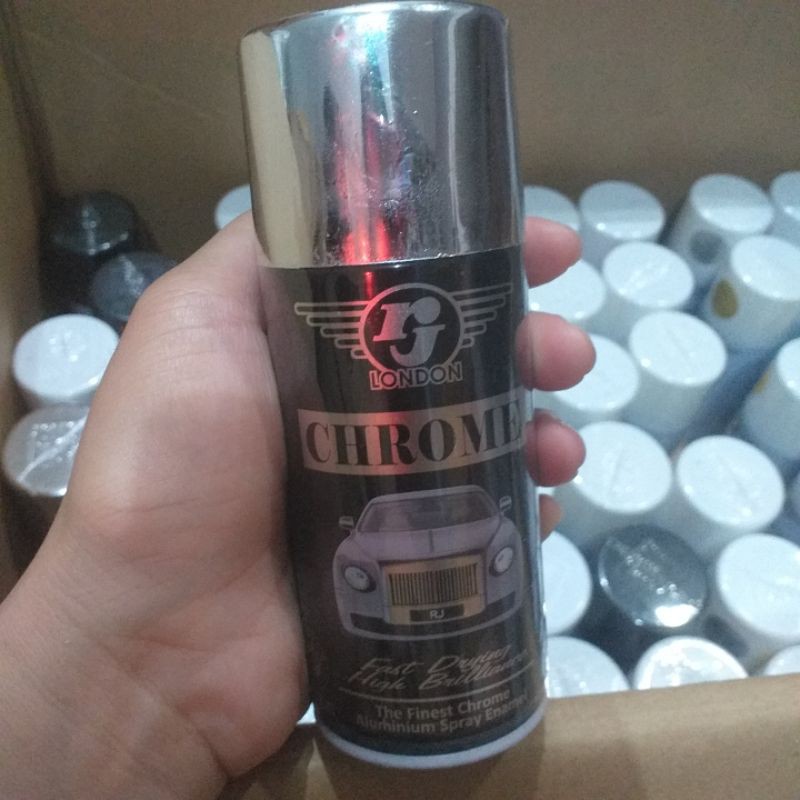 rJ
LONDON
CHROME
RJ
Fast Drying
High Brilliance
The Finest Chrome
Aluminium Spray Enamel